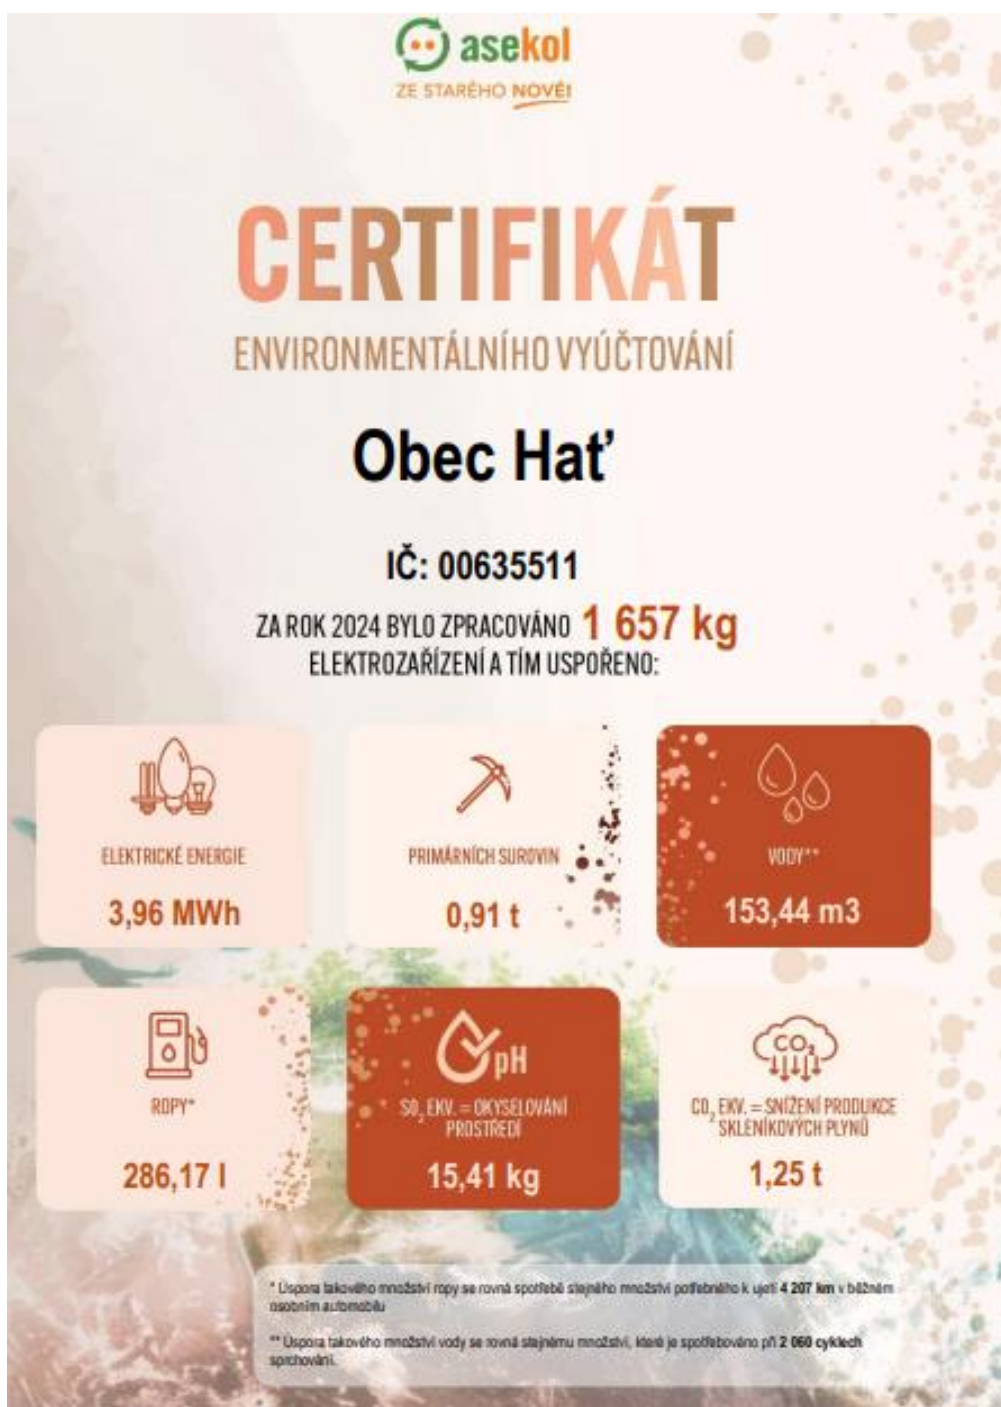 asekol
ZE STARÉHO NOVÉ!
CERTIFIKÁT
ENVIRONMENTÁLNÍHO VYÚČTOVÁNÍ
Obec Hať
IČ: 00635511
ZA ROK 2024 BYLO ZPRACOVÁNO 1 657 kg
ELEKTROZAŘÍZENÍ A TÍM USPOŘENO:
ELEKTRICKÉ ENERGIE
3,96 MWh
PRIMÁRNÍCH SUROVIN
0,91 t
VODY**
153,44 m3
ROPY*
286,17 l
pH
SO₂ EKV. = OKYSELOVÁNÍ
PROSTŘEDÍ
15,41 kg
CO₂
CO₂ EKV. = SNÍŽENÍ PRODUKCE
SKLENÍKOVÝCH PLYNŮ
1,25 t
* Úspora takového množství ropy se rovná spotřebě stejného množství potřebného k ujetí 4 207 km v běžném
osobním automobilu
** Úspora takového množství vody se rovná stejnému množství, které je spotřebováno při 2 060 cyklech
sprchování.